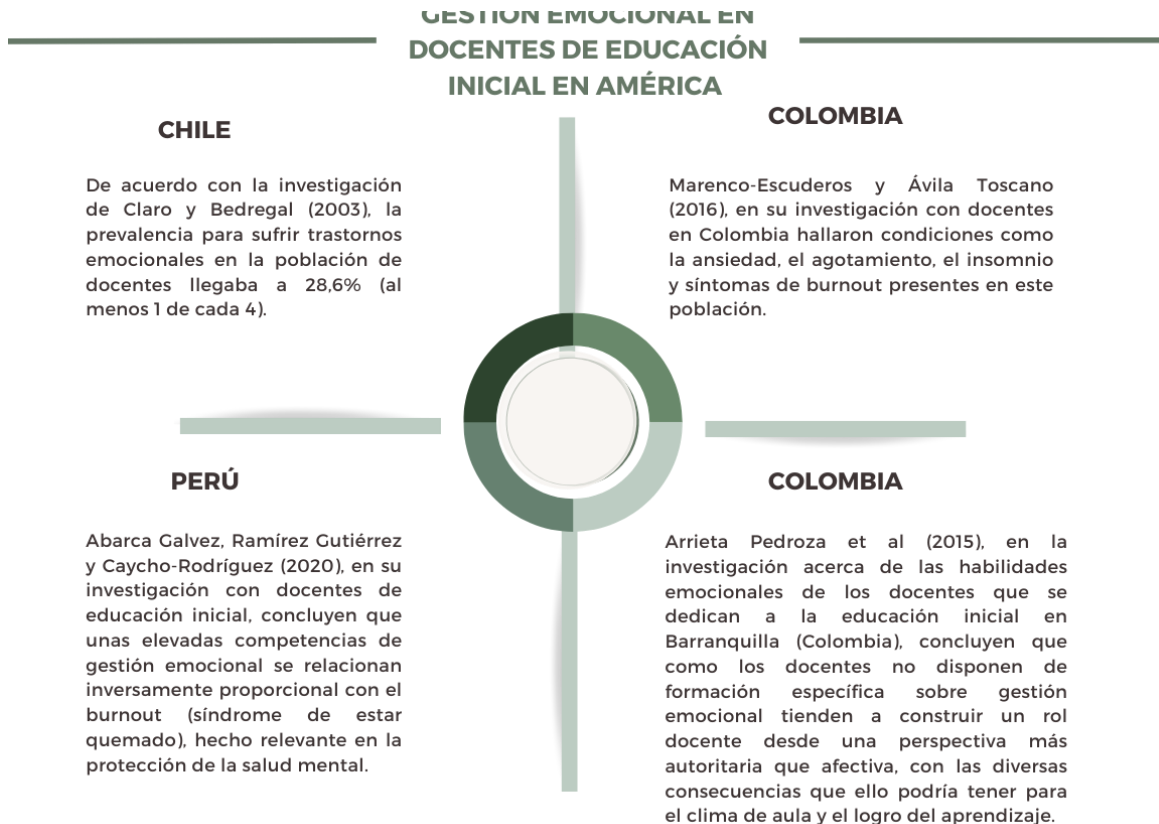 GESTIÓN EMOCIONAL EN
DOCENTES DE EDUCACIÓN
INICIAL EN AMÉRICA
CHILE
De acuerdo con la investigación
de Claro y Bedregal (2003), la
prevalencia para sufrir trastornos
emocionales en la población de
docentes llegaba a 28,6% (al
menos 1 de cada 4).
COLOMBIA
Marenco-Escuderos y Ávila Toscano
(2016), en su investigación con docentes
en Colombia hallaron condiciones como
la ansiedad, el agotamiento, el insomnio
y síntomas de burnout presentes en este
población.
PERÚ
Abarca Galvez, Ramírez Gutiérrez
y Caycho-Rodríguez (2020), en su
investigación con docentes de
educación inicial, concluyen que
unas elevadas competencias de
gestión emocional se relacionan
inversamente proporcional con el
burnout (síndrome de estar
quemado), hecho relevante en la
protección de la salud mental.
COLOMBIA
Arrieta Pedroza et al (2015), en la
investigación acerca de las habilidades
emocionales de los docentes que se
dedican a la educación inicial en
Barranquilla (Colombia), concluyen que
como los docentes no disponen de
formación específica sobre gestión
emocional tienden a construir un rol
docente desde una perspectiva más
autoritaria que afectiva, con las diversas
consecuencias que ello podría tener para
el clima de aula y el logro del aprendizaje.